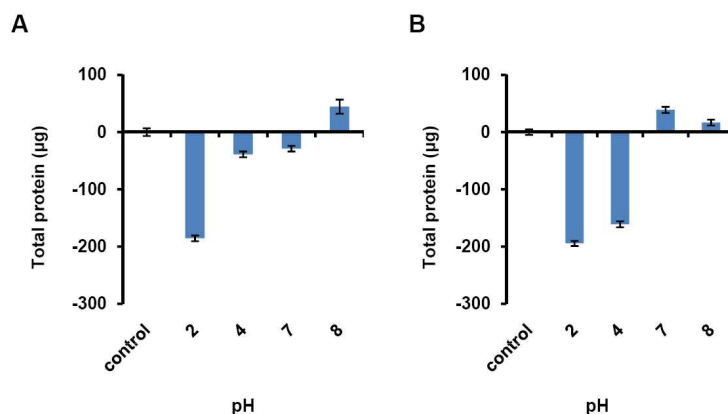 A
Total protein (µg)
100
0
-100
-200
-300
control
2
4
7
8
pH
B
Total protein (µg)
100
0
-100
-200
-300
control
2
4
7
8
pH